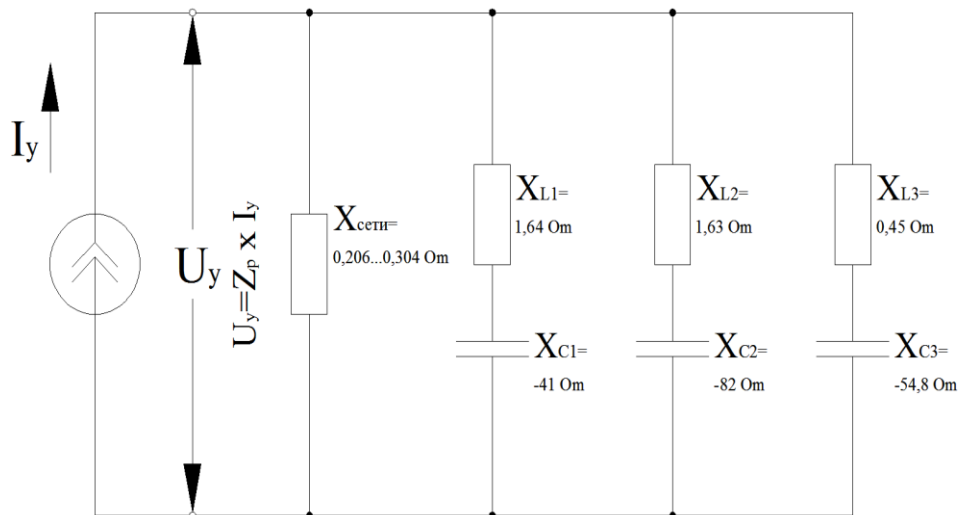 Iy
Uy
Uy=Zp x Iy
Xсети=
0,206...0,304 Om
XL1=
1,64 Om
XL2=
1,63 Om
XL3=
0,45 Om
XC1=
-41 Om
XC2=
-82 Om
XC3=
-54,8 Om